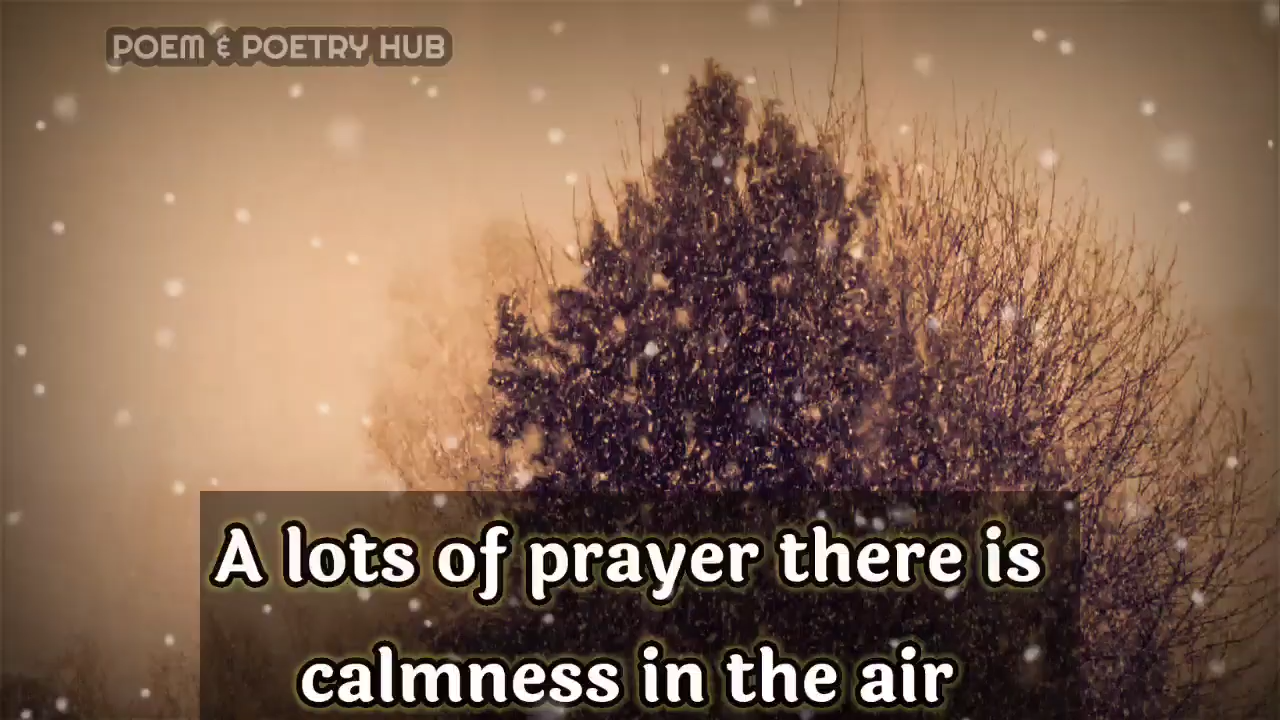 POEM & POETRY HUB
A lots of prayer there is
calmness in the air